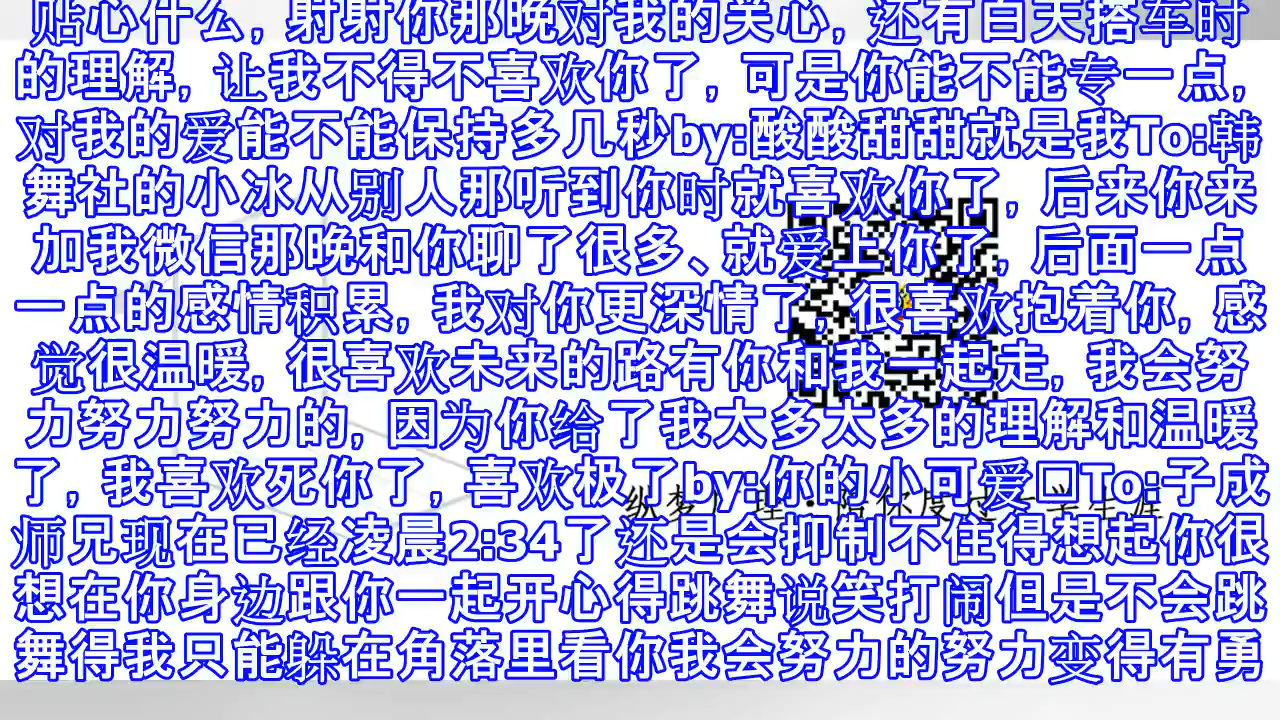 贴心什么, 射射你那晚对我的关心, 还有白天搭车时
的理解, 让我不得不喜欢你了, 可是你能不能专一点,
对我的爱能不能保持多几秒by:酸酸甜甜就是我To:韩
舞社的小冰从别人那听到你时就喜欢你了, 后来你来
加我微信那晚和你聊了很多、就爱上你了, 后面一点
一点的感情积累, 我对你更深情了, 很喜欢抱着你, 感
觉很温暖, 很喜欢未来的路有你和我一起走, 我会努
力努力努力的, 因为你给了我太多太多的理解和温暖
了, 我喜欢死你了, 喜欢极了by:你的小可爱□To:子成
师兄现在已经凌晨2:34了还是会抑制不住得想起你很
想在你身边跟你一起开心得跳舞说笑打闹但是不会跳
舞得我只能躲在角落里看你我会努力的努力变得有勇